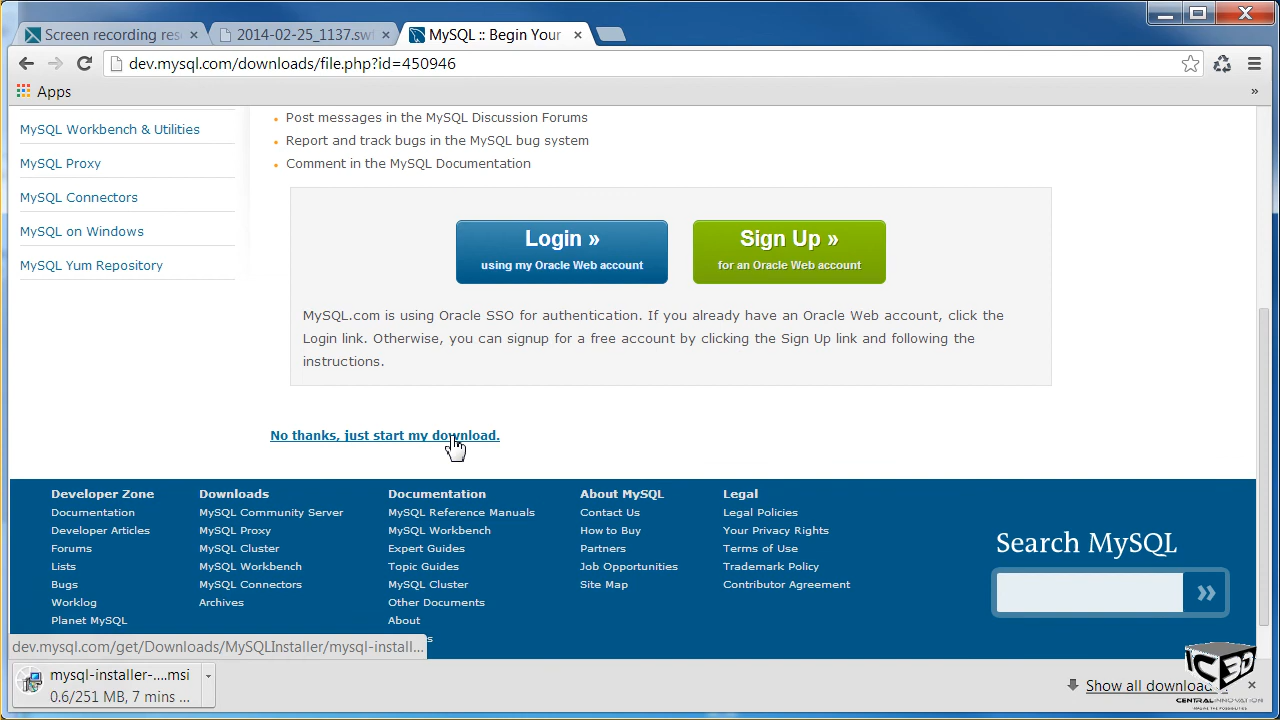 Screen recording res
2014-02-25_1137.swf
MySQL :: Begin Your
dev.mysql.com/downloads/file.php?id=450946
Apps
»
MySQL Workbench & Utilities
MySQL Proxy
MySQL Connectors
MySQL on Windows
MySQL Yum Repository
Post messages in the MySQL Discussion Forums
Report and track bugs in the MySQL bug system
Comment in the MySQL Documentation
Login »
using my Oracle Web account
Sign Up »
for an Oracle Web account
MySQL.com is using Oracle SSO for authentication. If you already have an Oracle Web account, click the
Login link. Otherwise, you can signup for a free account by clicking the Sign Up link and following the
instructions.
No thanks, just start my download.
Developer Zone
Documentation
Developer Articles
Forums
Lists
Bugs
Worklog
Planet MySQL
Downloads
MySQL Community Server
MySQL Proxy
MySQL Cluster
MySQL Workbench
MySQL Connectors
Archives
Documentation
MySQL Reference Manuals
MySQL Workbench
Expert Guides
Topic Guides
MySQL Cluster
Other Documents
About
About MySQL
Contact Us
How to Buy
Partners
Job Opportunities
Site Map
Legal
Legal Policies
Your Privacy Rights
Terms of Use
Trademark Policy
Contributor Agreement
Search MySQL
»
dev.mysql.com/get/Downloads/MySQLInstaller/mysql-install...
mysql-installer-....msi
0.6/251 MB, 7 mins ...
Show all download
IC3D
CENTRAL INNOVATION